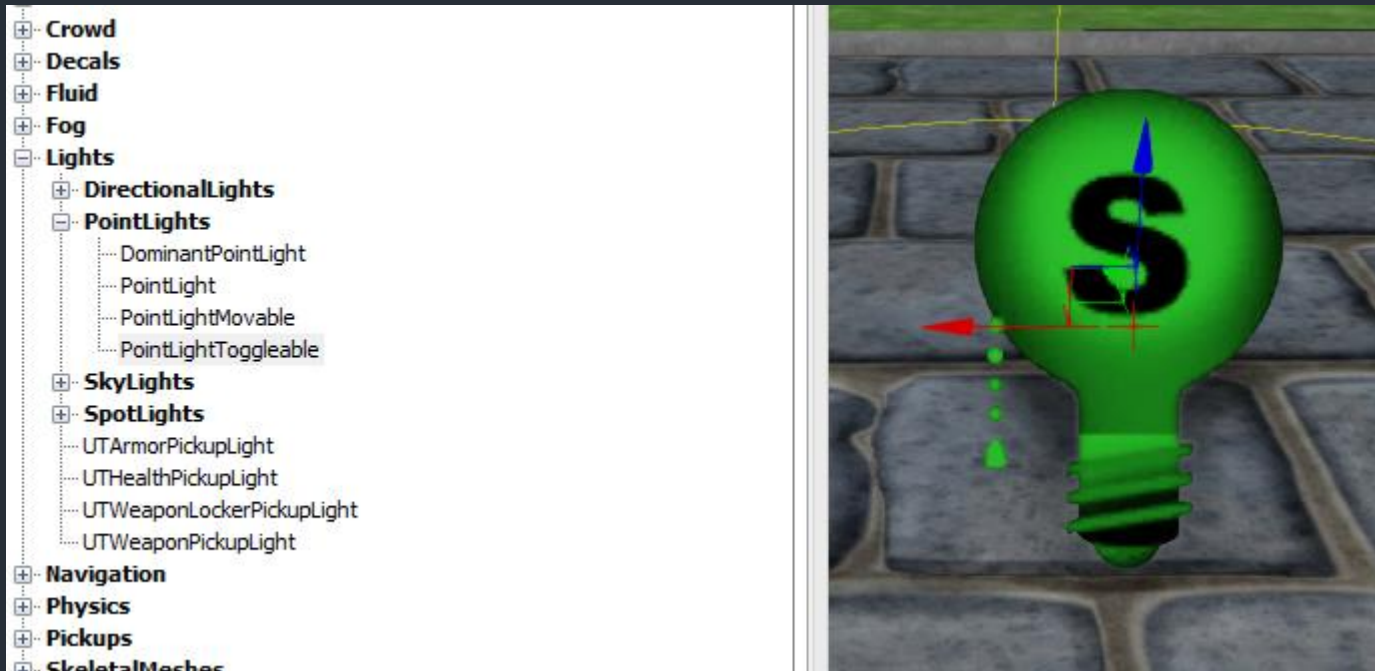 Crowd
Decals
Fluid
Fog
Lights
DirectionalLights
PointLights
DominantPointLight
PointLight
PointLightMovable
PointLightToggleable
SkyLights
SpotLights
UTArmorPickupLight
UTHealthPickupLight
UTWeaponLockerPickupLight
UTWeaponPickupLight
Navigation
Physics
Pickups
SkeletalMeshes
S